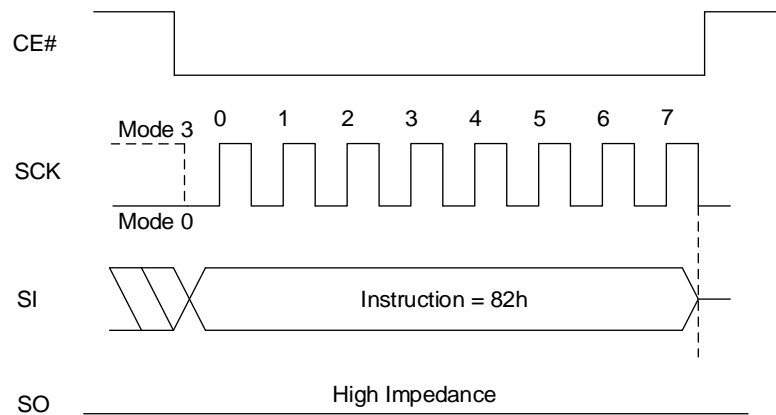 CE#
Mode 3
0 1 2 3 4 5 6 7
SCK
Mode 0
SI
Instruction = 82h
High Impedance
SO